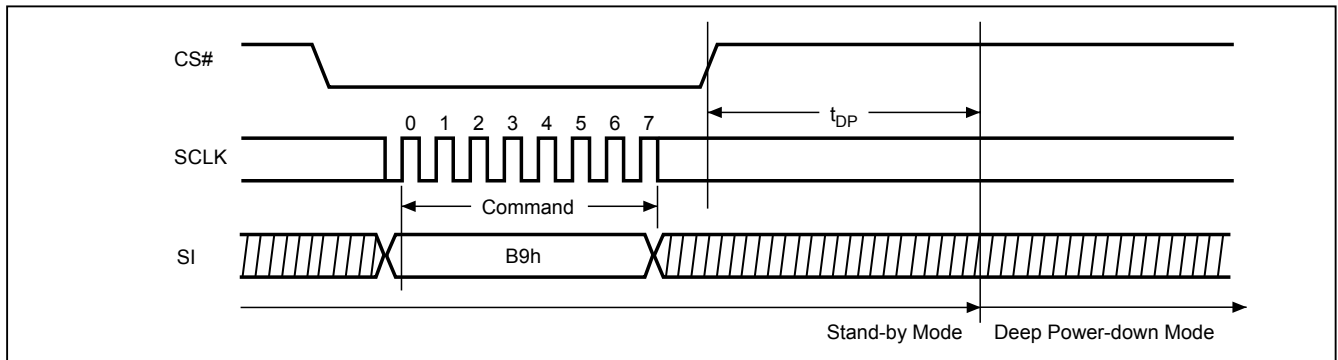 CS#
t_DP
0 1 2 3 4 5 6 7
SCLK
Command
SI
B9h
Stand-by Mode
Deep Power-down Mode